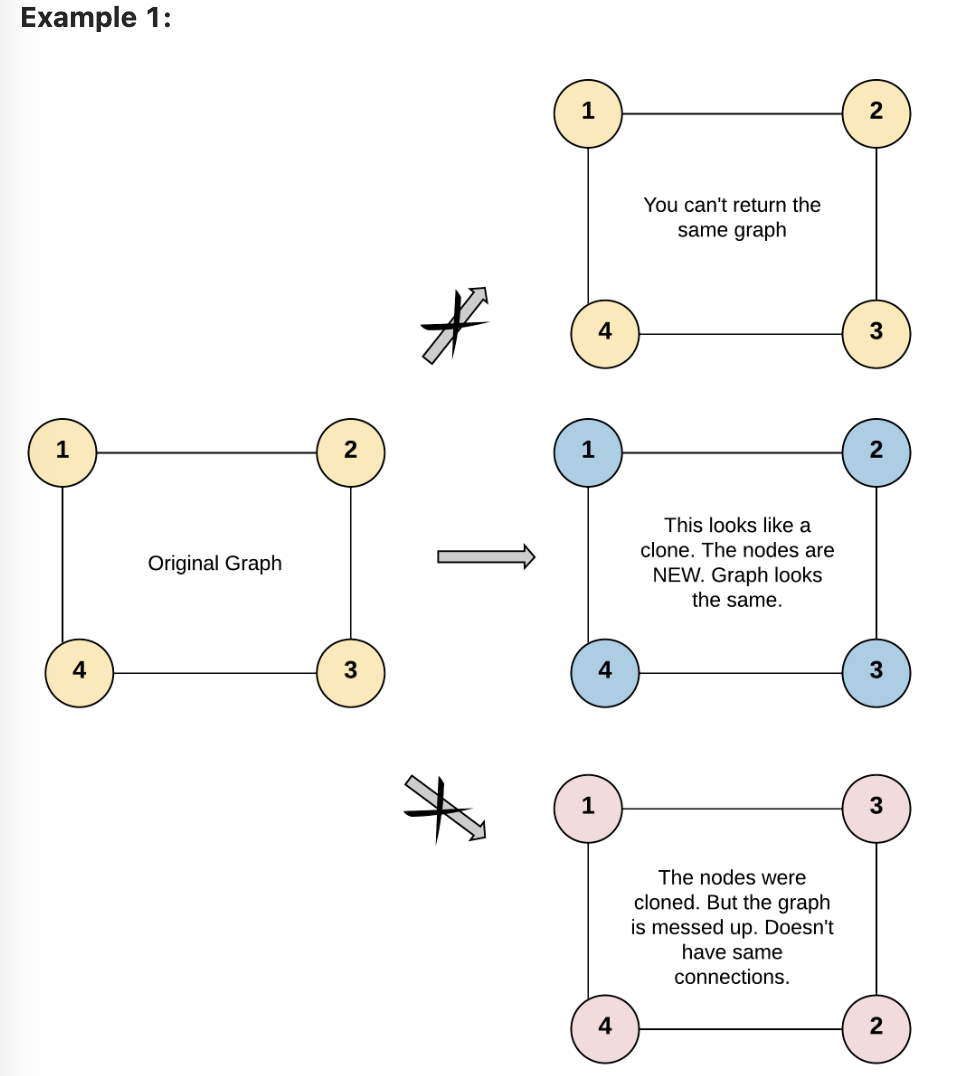 Example 1:
1
2
You can't return the
same graph
4
3
1
2
Original Graph
4
3
1
2
This looks like a
clone. The nodes are
NEW. Graph looks
the same.
4
3
1
3
The nodes were
cloned. But the graph
is messed up. Doesn't
have same
connections.
4
2